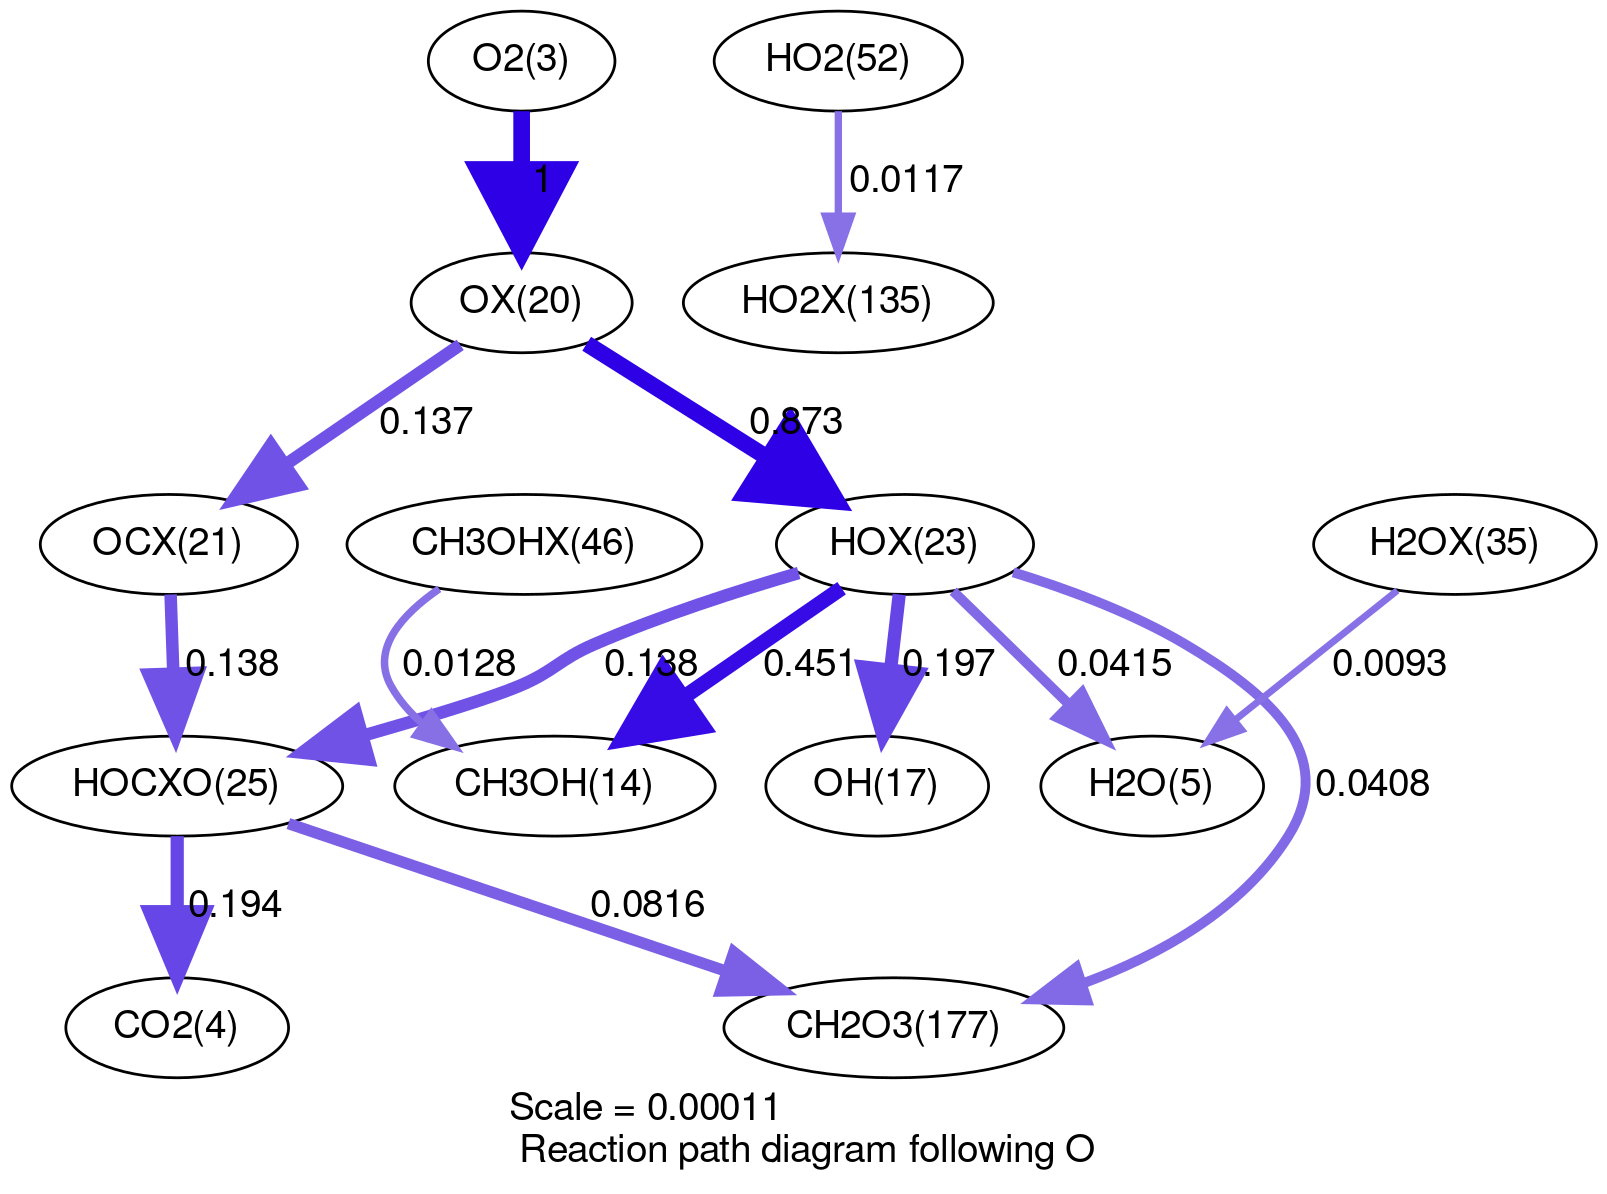 O2(3)
HO2(52)
1
0.0117
OX(20)
HO2X(135)
0.137
0.873
OCX(21)
CH3OHX(46)
HOX(23)
H2OX(35)
0.138
0.0128
0.138
0.451
0.197
0.0415
0.0093
HOCXO(25)
CH3OH(14)
OH(17)
H2O(5)
0.0408
0.194
0.0816
CO2(4)
CH2O3(177)
Scale = 0.00011
Reaction path diagram following O